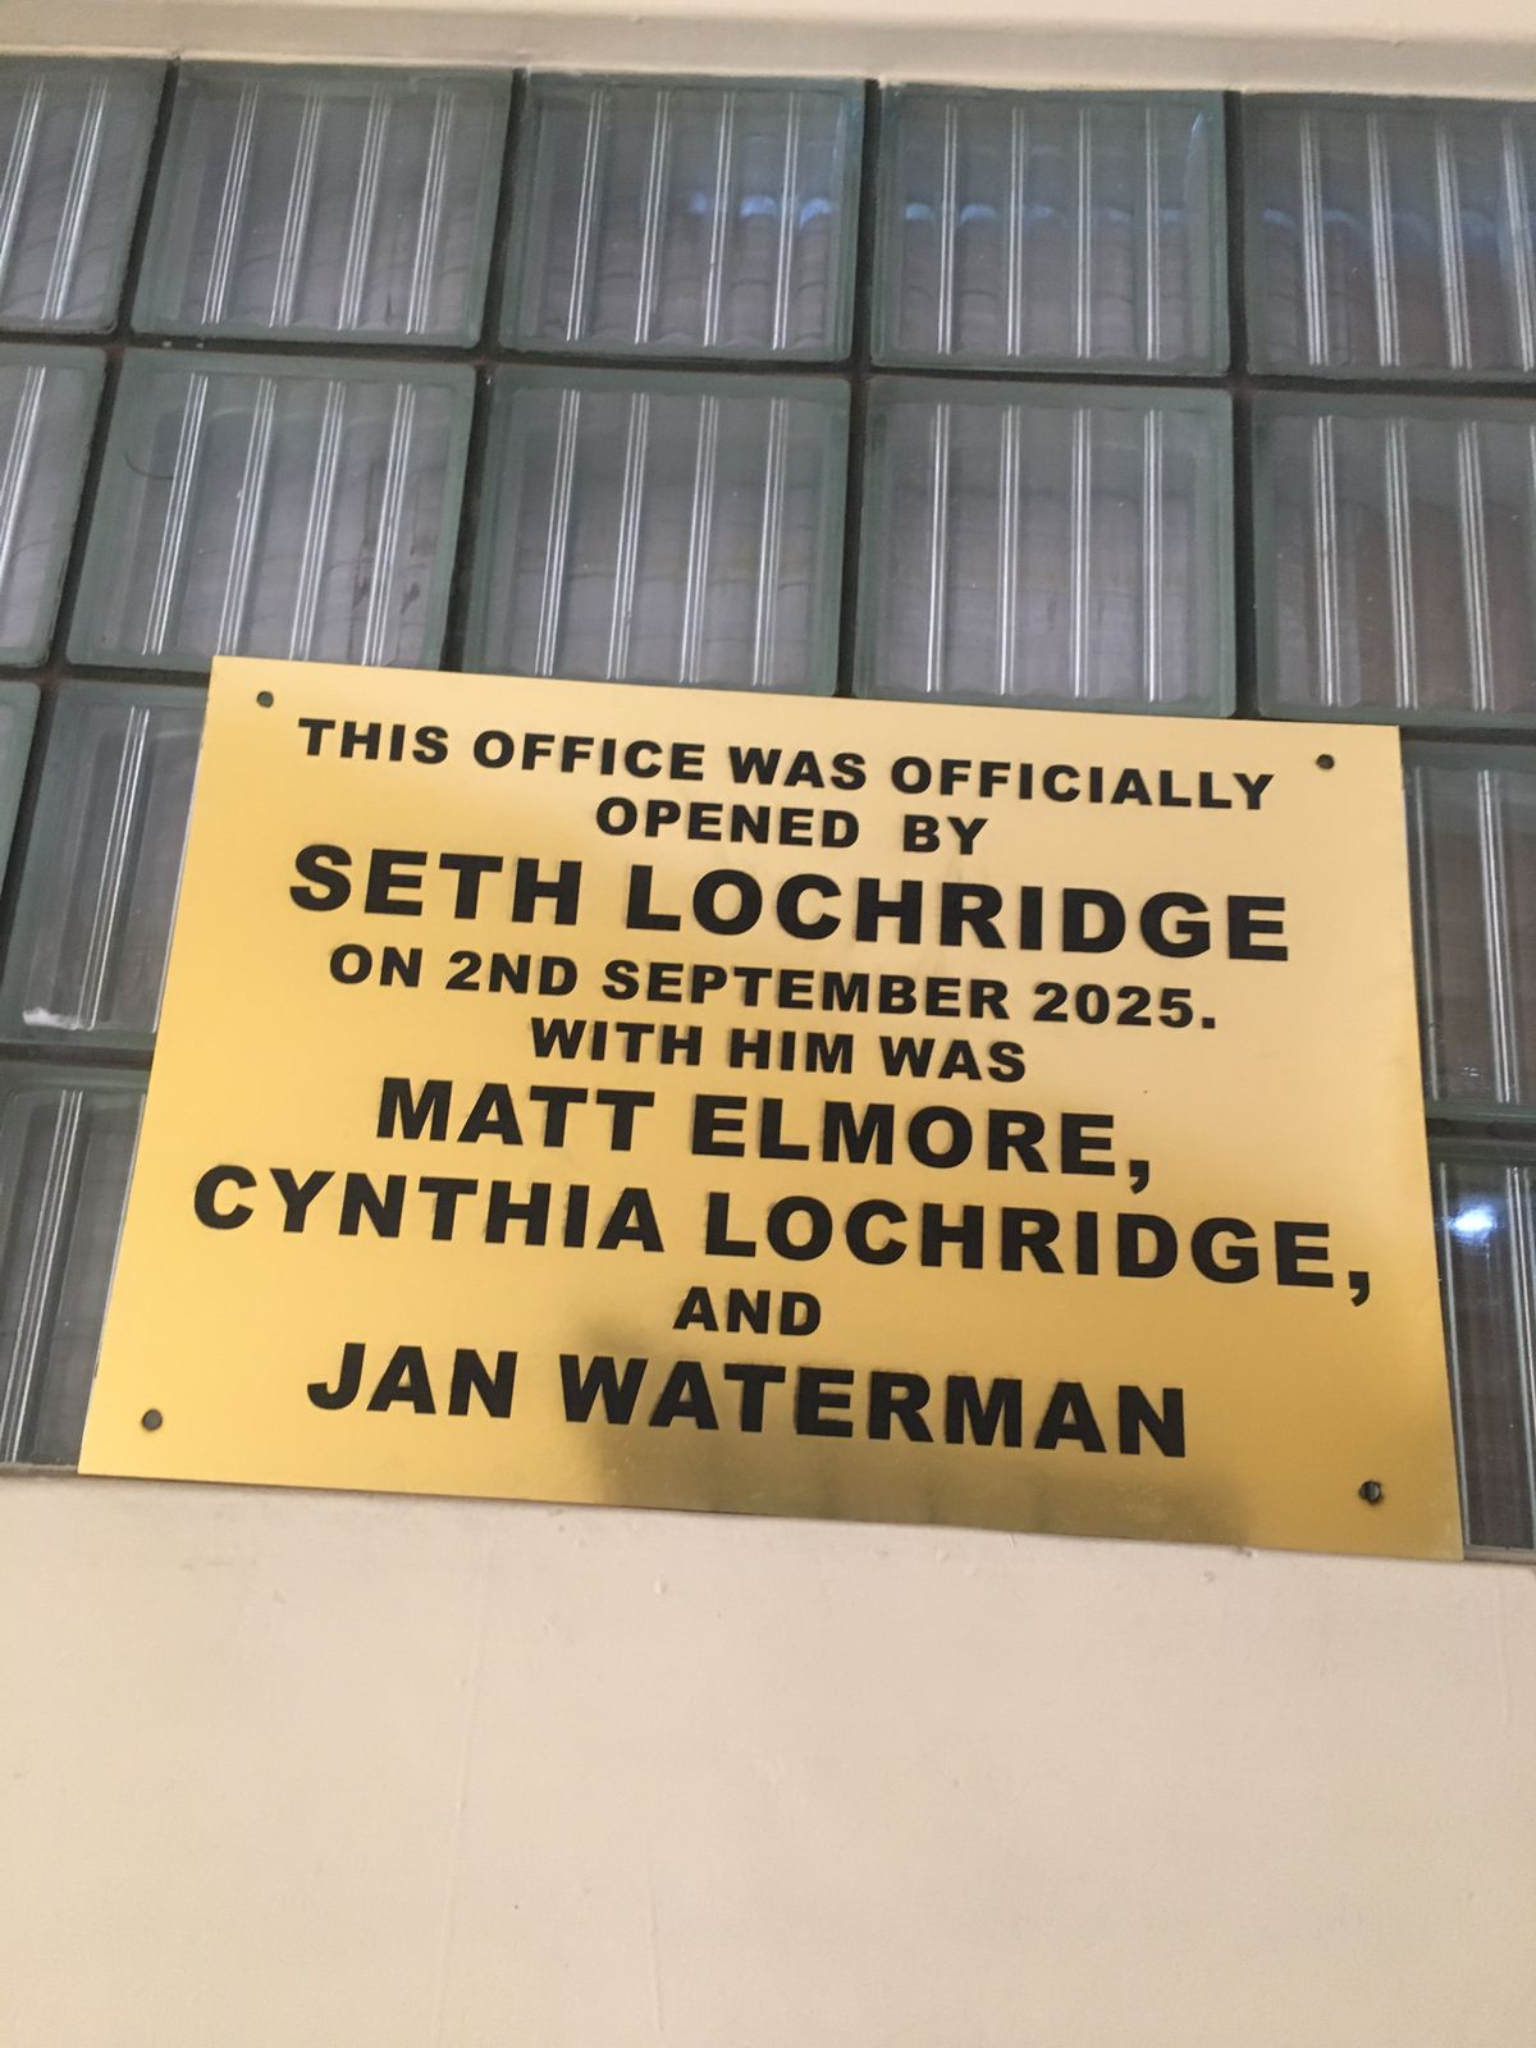 THIS OFFICE WAS OFFICIALLY
OPENED BY
SETH LOCHRIDGE
ON 2ND SEPTEMBER 2025.
WITH HIM WAS
MATT ELMORE,
CYNTHIA LOCHRIDGE,
AND
JAN WATERMAN